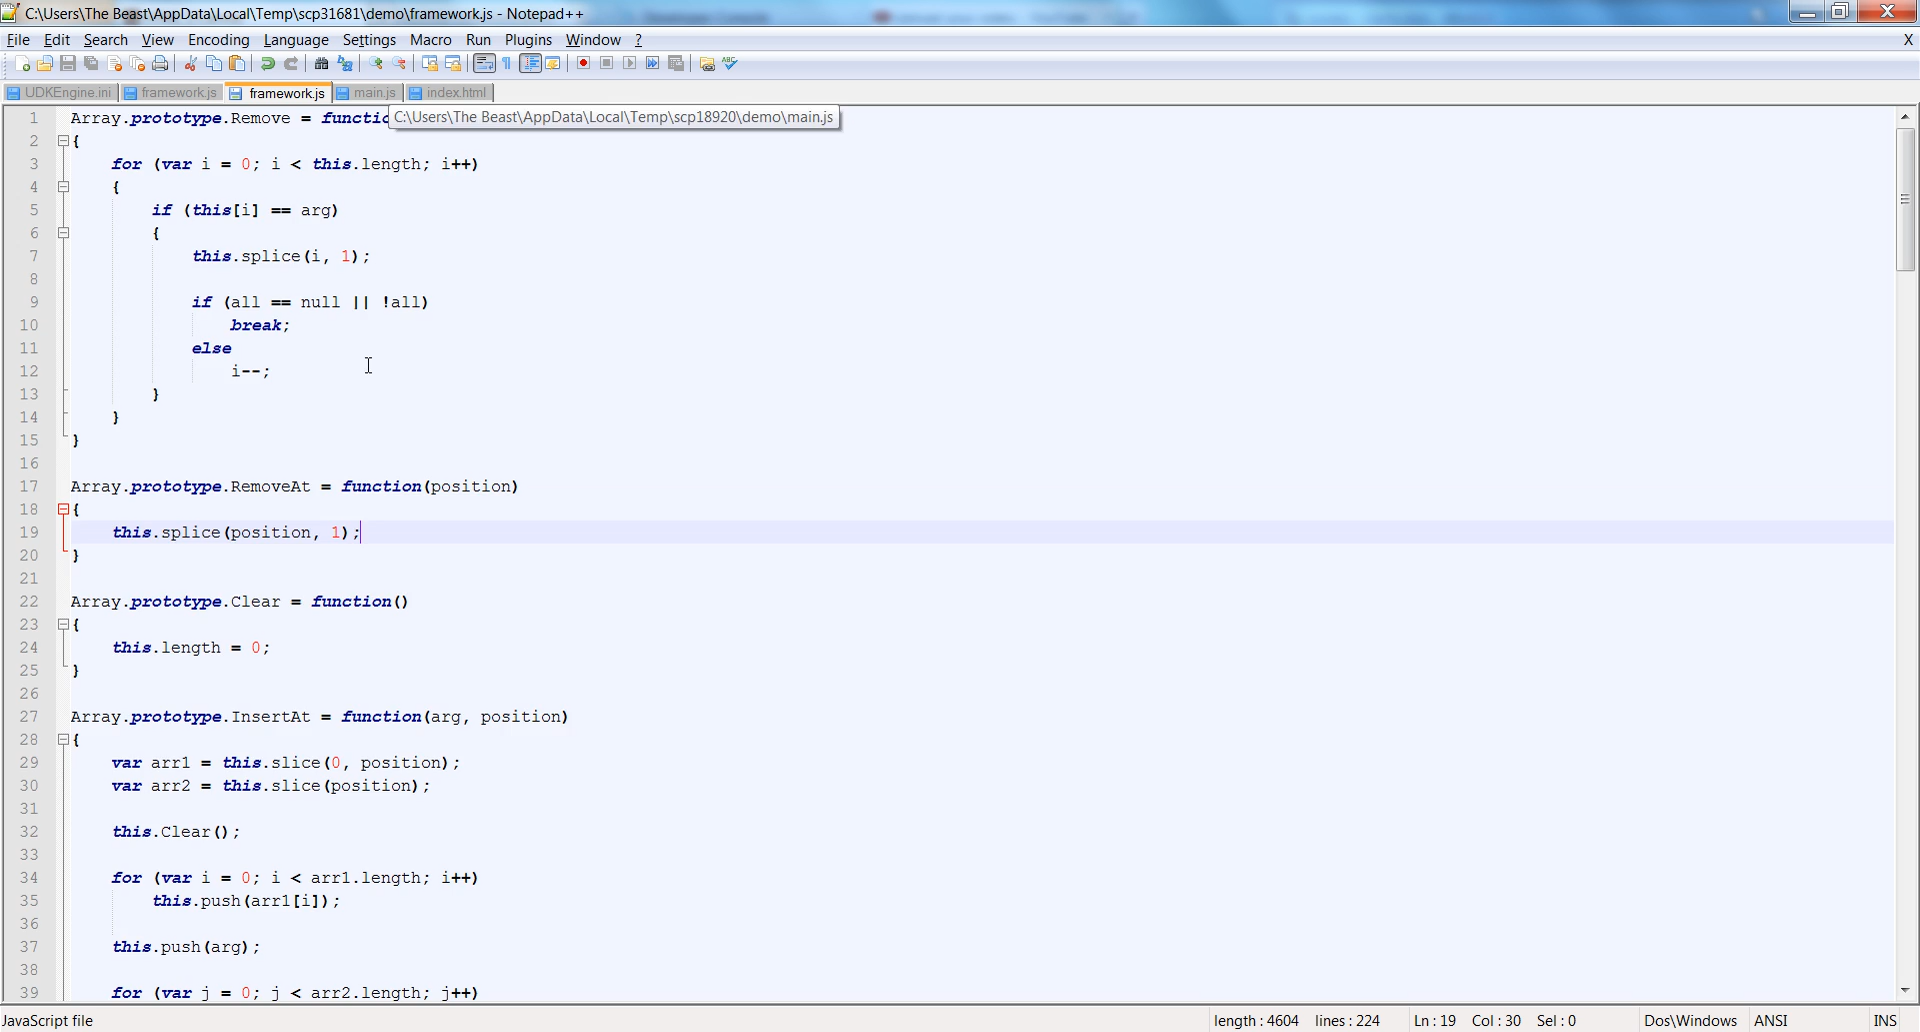 C:\Users\The Beast\AppData\Local\Temp\scp31681\demo\framework.js - Notepad++
File Edit Search View Encoding Language Settings Macro Run Plugins Window ? X
UDKEngine.ini framework.js framework.js main.js index.html
1 Array.prototype.Remove = functio
C:\Users\The Beast\AppData\Local\Temp\scp18920\demo\main.js
2 {
3 for (var i = 0; i < this.length; i++)
4 {
5 if (this[i] == arg)
6 {
7 this.splice(i, 1);
8
9 if (all == null || !all)
10 break;
11 else
12 i--;
13 }
14 }
15 }
16
17 Array.prototype.RemoveAt = function(position)
18 {
19 this.splice(position, 1);
20 }
21
22 Array.prototype.Clear = function()
23 {
24 this.length = 0;
25 }
26
27 Array.prototype.InsertAt = function(arg, position)
28 {
29 var arr1 = this.slice(0, position);
30 var arr2 = this.slice(position);
31
32 this.Clear();
33
34 for (var i = 0; i < arr1.length; i++)
35 this.push(arr1[i]);
36
37 this.push(arg);
38
39 for (var j = 0; j < arr2.length; j++)
JavaScript file length : 4604 lines : 224 Ln : 19 Col : 30 Sel : 0 Dos\Windows ANSI INS